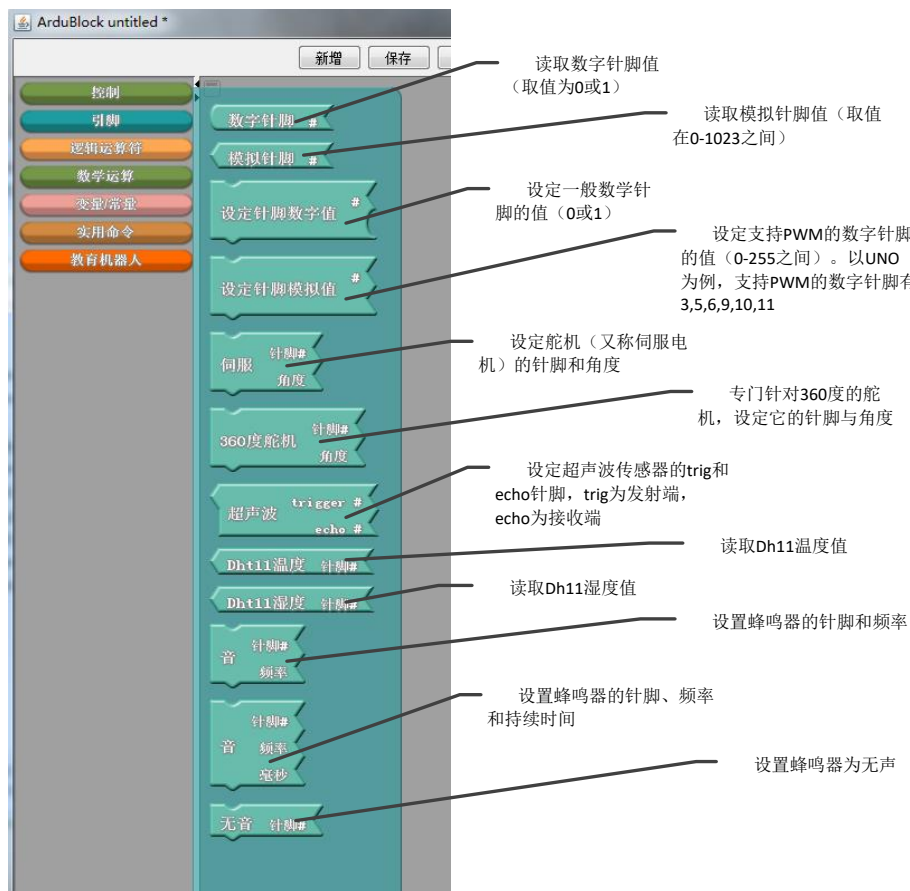 ArduBlock untitled *
新增
保存
控制
引脚
逻辑运算符
数学运算
变量/常量
实用命令
教育机器人
数字针脚 #
模拟针脚 #
设定针脚数字值 #
设定针脚模拟值 #
伺服 针脚#
角度
360度舵机 针脚#
角度
超声波 trigger #
echo #
Dht11温度 针脚#
Dht11湿度 针脚#
音 针脚#
频率
音 针脚#
频率
毫秒
无音 针脚#
读取数字针脚值
（取值为0或1）
读取模拟针脚值（取值
在0-1023之间）
设定一般数学针
脚的值（0或1）
设定支持PWM的数字针脚
的值（0-255之间）。以UNO
为例，支持PWM的数字针脚有
3,5,6,9,10,11
设定舵机（又称伺服电
机）的针脚和角度
专门针对360度的舵
机，设定它的针脚与角度
设定超声波传感器的trig和
echo针脚，trig为发射端，
echo为接收端
读取Dh11温度值
读取Dh11湿度值
设置蜂鸣器的针脚和频率
设置蜂鸣器的针脚、频率
和持续时间
设置蜂鸣器为无声